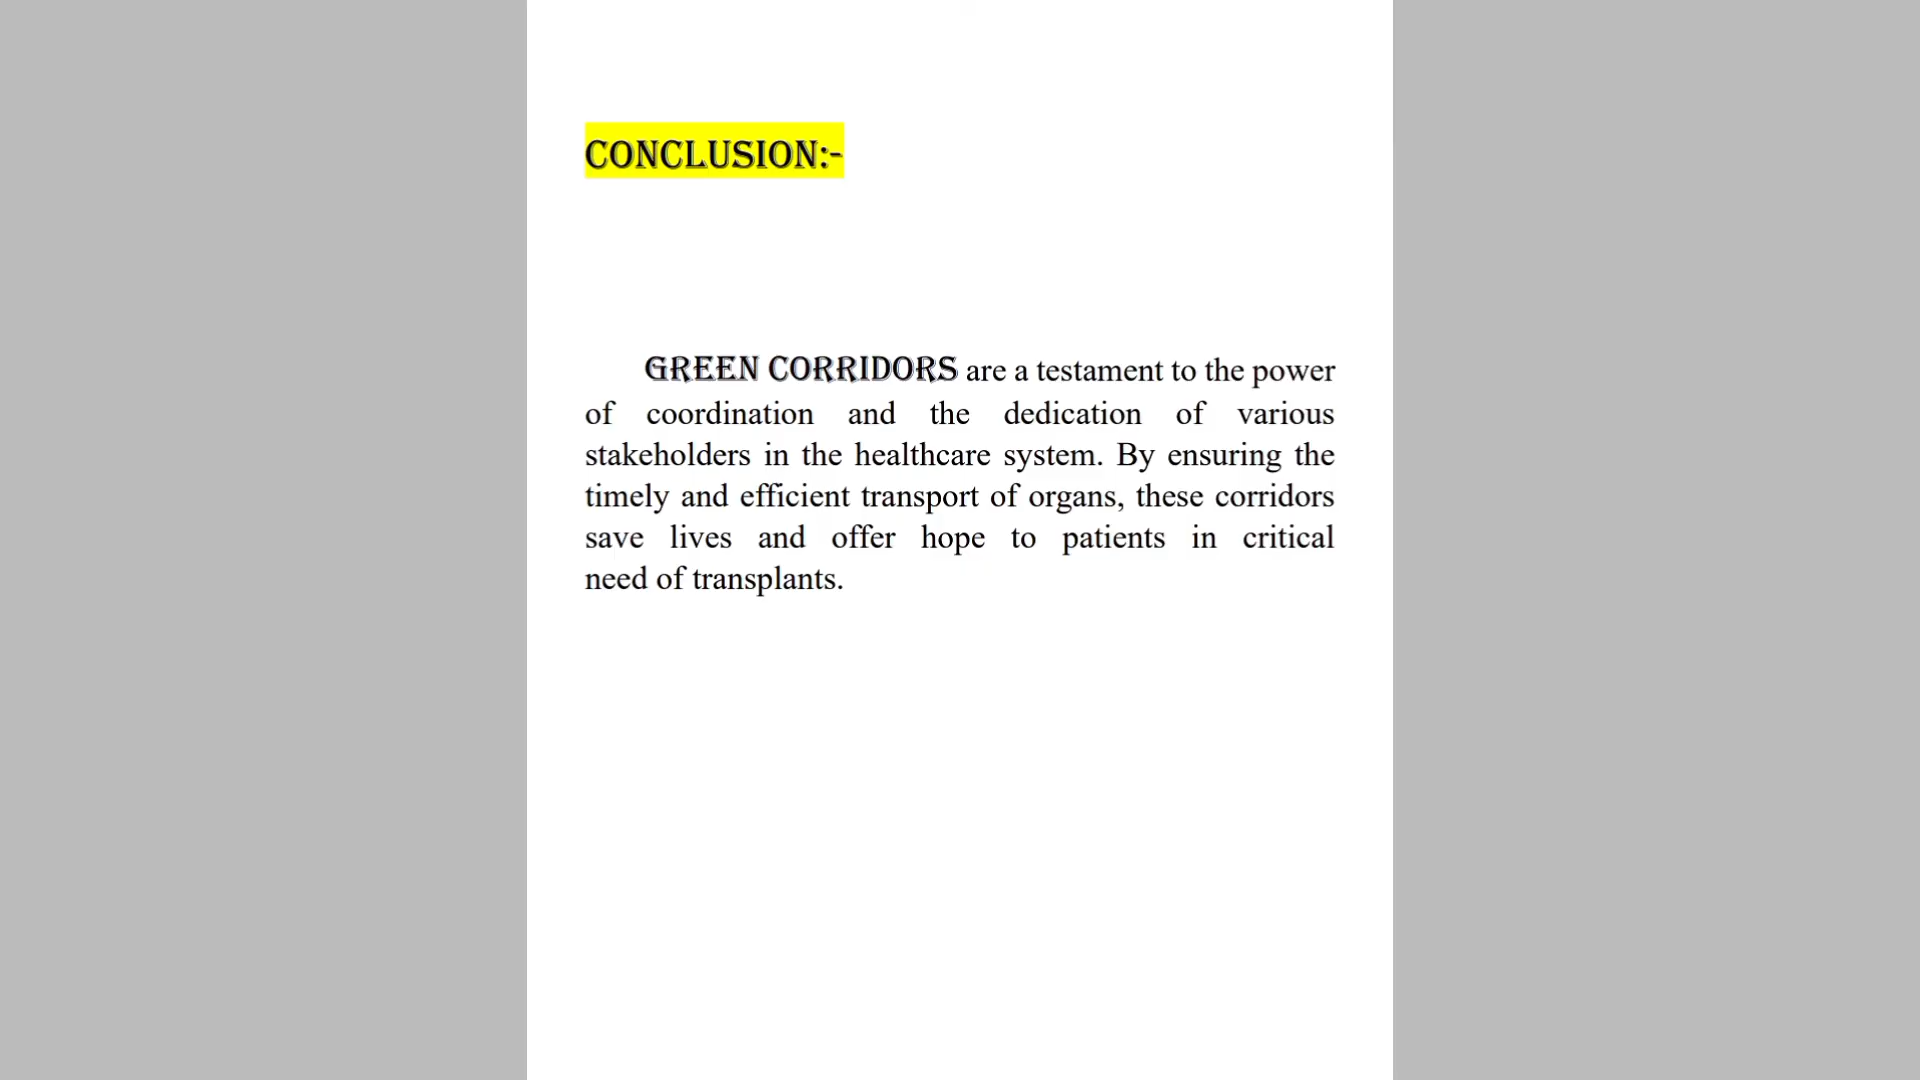 CONCLUSION:-
GREEN CORRIDORS are a testament to the power
of coordination and the dedication of various
stakeholders in the healthcare system. By ensuring the
timely and efficient transport of organs, these corridors
save lives and offer hope to patients in critical
need of transplants.